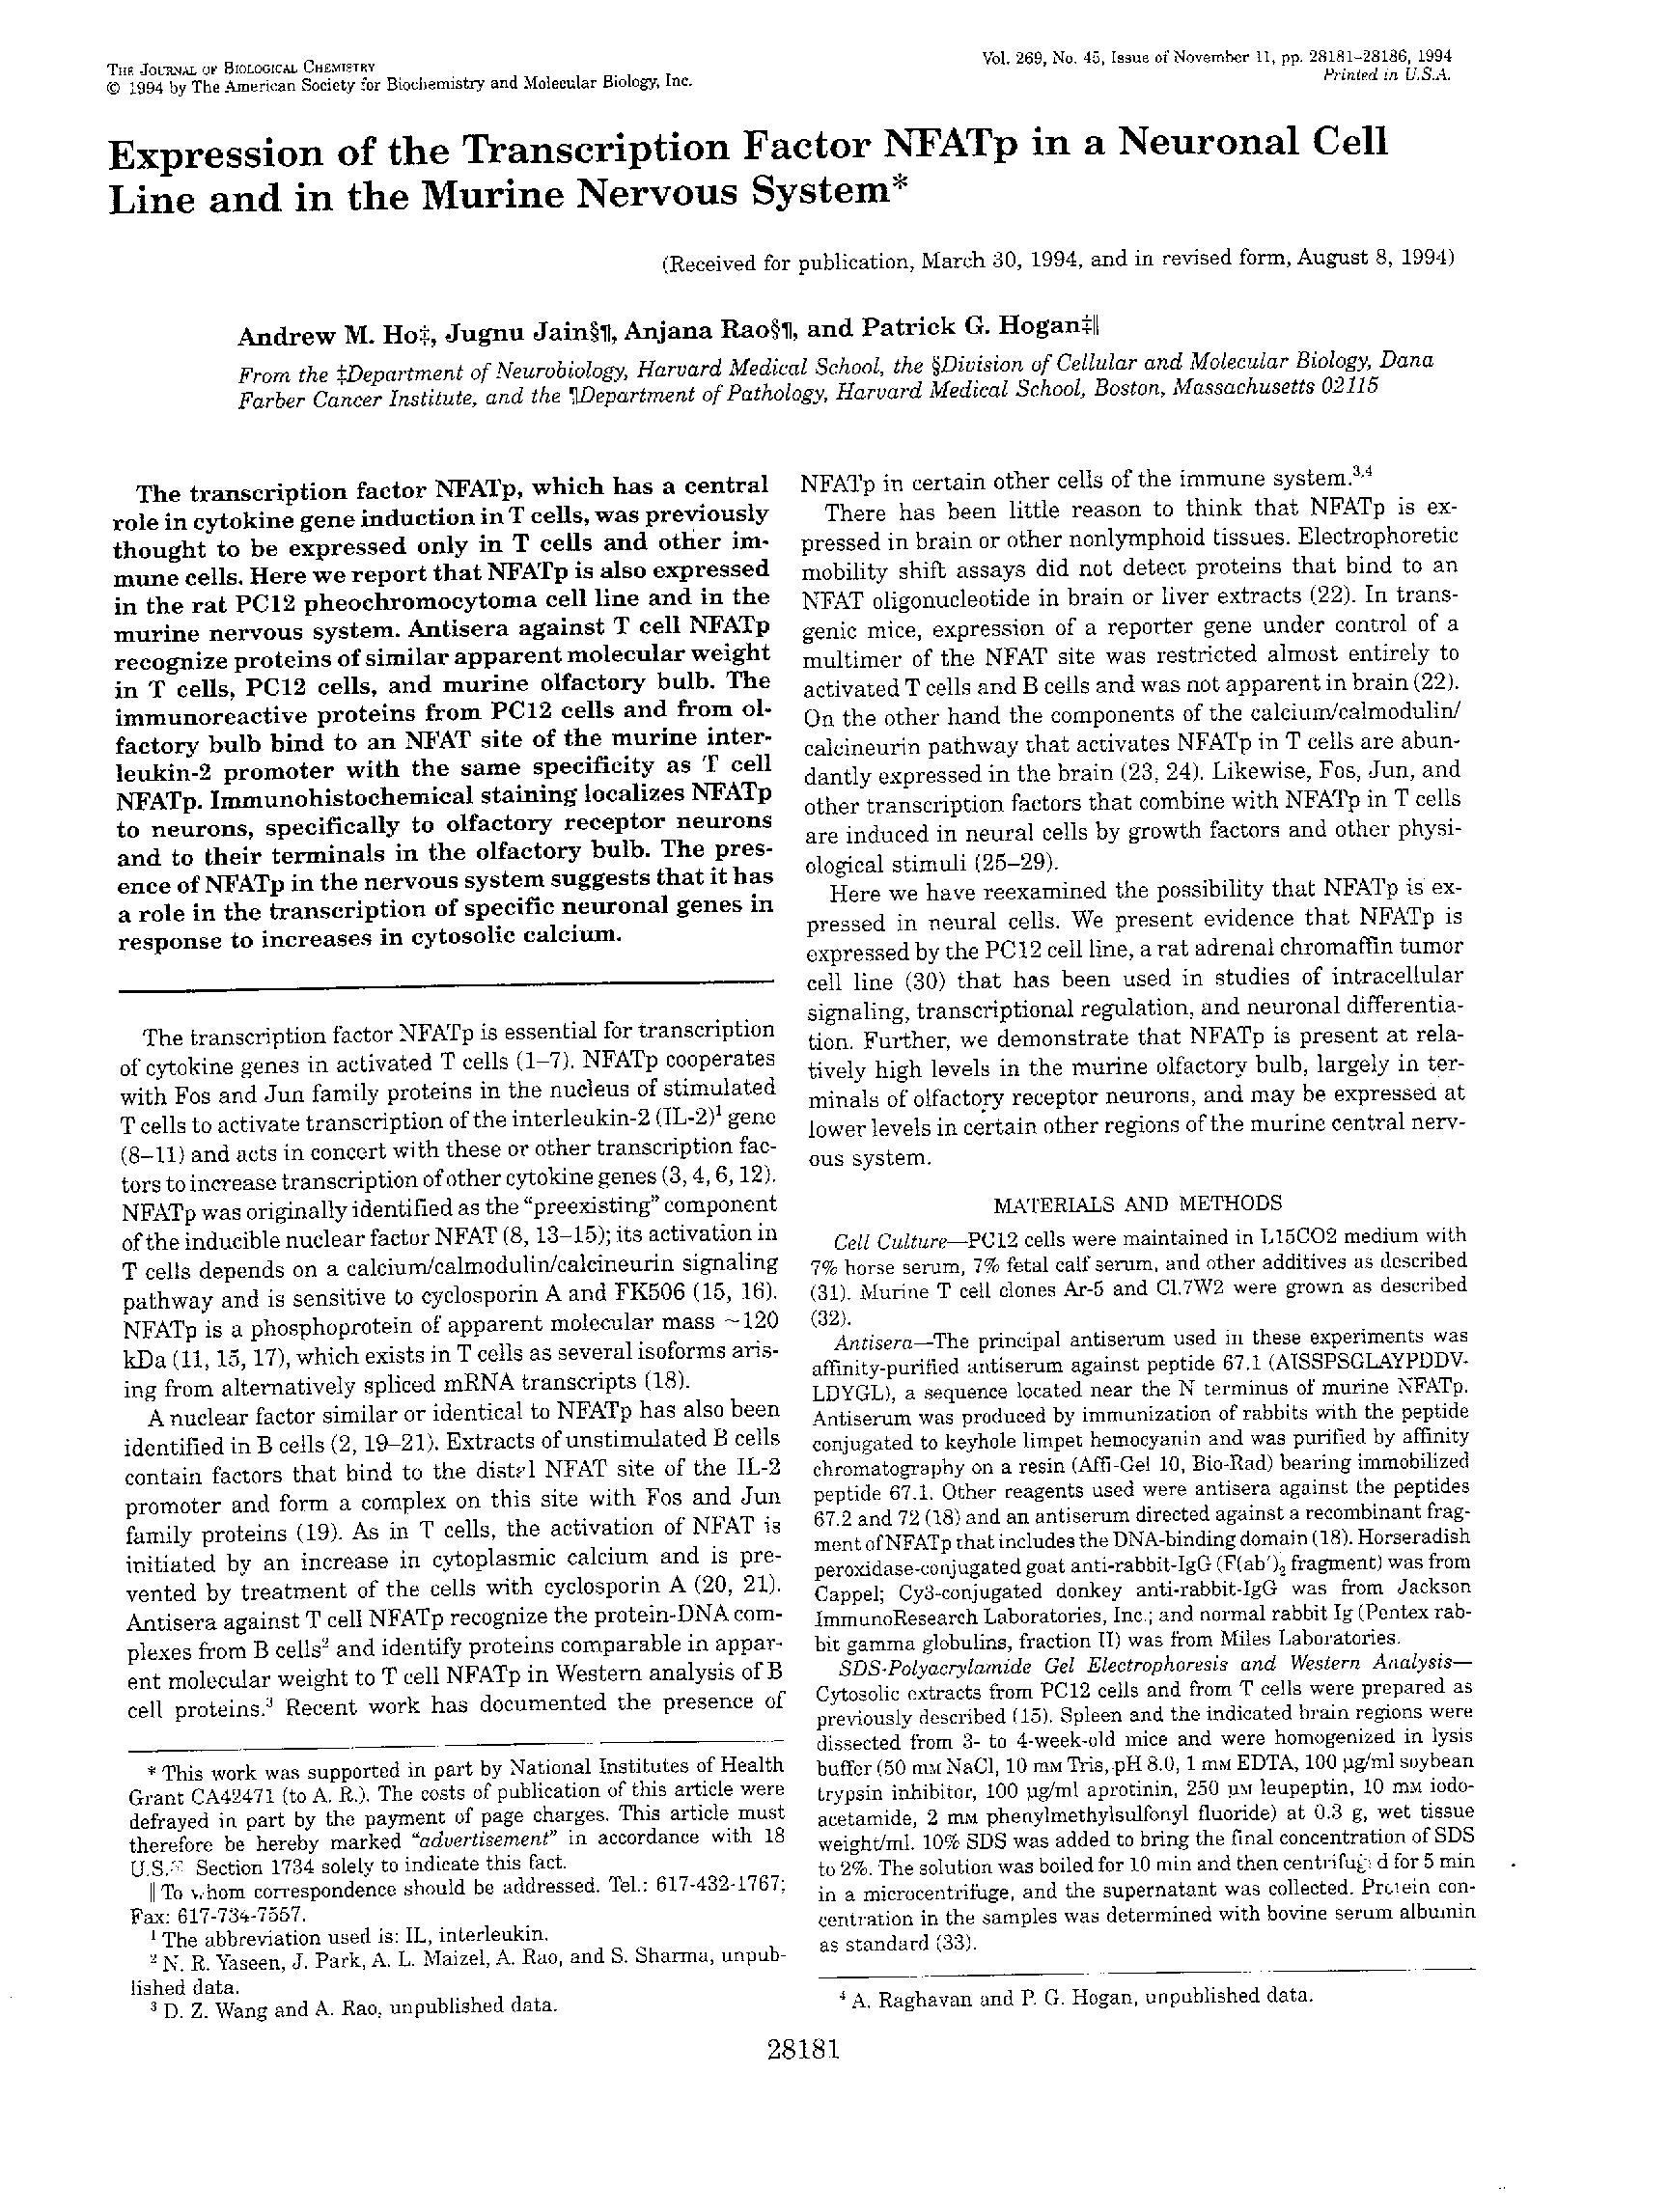 THE JOURNAL OF BIOLOGICAL CHEMISTRY
© 1994 by The American Society for Biochemistry and Molecular Biology, Inc.
Vol. 269, No. 45, Issue of November 11, pp. 28181–28186, 1994
Printed in U.S.A.
Expression of the Transcription Factor NFATp in a Neuronal Cell
Line and in the Murine Nervous System*
(Received for publication, March 30, 1994, and in revised form, August 8, 1994)
Andrew M. Ho‡, Jugnu Jain§¶, Anjana Rao§¶, and Patrick G. Hogan‡‖
From the ‡Department of Neurobiology, Harvard Medical School, the §Division of Cellular and Molecular Biology, Dana
Farber Cancer Institute, and the ¶Department of Pathology, Harvard Medical School, Boston, Massachusetts 02115
The transcription factor NFATp, which has a central
role in cytokine gene induction in T cells, was previously
thought to be expressed only in T cells and other im-
mune cells. Here we report that NFATp is also expressed
in the rat PC12 pheochromocytoma cell line and in the
murine nervous system. Antisera against T cell NFATp
recognize proteins of similar apparent molecular weight
in T cells, PC12 cells, and murine olfactory bulb. The
immunoreactive proteins from PC12 cells and from ol-
factory bulb bind to an NFAT site of the murine inter-
leukin-2 promoter with the same specificity as T cell
NFATp. Immunohistochemical staining localizes NFATp
to neurons, specifically to olfactory receptor neurons
and to their terminals in the olfactory bulb. The pres-
ence of NFATp in the nervous system suggests that it has
a role in the transcription of specific neuronal genes in
response to increases in cytosolic calcium.
The transcription factor NFATp is essential for transcription
of cytokine genes in activated T cells (1–7). NFATp cooperates
with Fos and Jun family proteins in the nucleus of stimulated
T cells to activate transcription of the interleukin-2 (IL-2)¹ gene
(8–11) and acts in concert with these or other transcription fac-
tors to increase transcription of other cytokine genes (3, 4, 6, 12).
NFATp was originally identified as the “preexisting” component
of the inducible nuclear factor NFAT (8, 13–15); its activation in
T cells depends on a calcium/calmodulin/calcineurin signaling
pathway and is sensitive to cyclosporin A and FK506 (15, 16).
NFATp is a phosphoprotein of apparent molecular mass ~120
kDa (11, 15, 17), which exists in T cells as several isoforms aris-
ing from alternatively spliced mRNA transcripts (18).
A nuclear factor similar or identical to NFATp has also been
identified in B cells (2, 19–21). Extracts of unstimulated B cells
contain factors that bind to the distal NFAT site of the IL-2
promoter and form a complex on this site with Fos and Jun
family proteins (19). As in T cells, the activation of NFAT is
initiated by an increase in cytoplasmic calcium and is pre-
vented by treatment of the cells with cyclosporin A (20, 21).
Antisera against T cell NFATp recognize the protein-DNA com-
plexes from B cells² and identify proteins comparable in appar-
ent molecular weight to T cell NFATp in Western analysis of B
cell proteins.³ Recent work has documented the presence of
* This work was supported in part by National Institutes of Health
Grant CA42471 (to A. R.). The costs of publication of this article were
defrayed in part by the payment of page charges. This article must
therefore be hereby marked “advertisement” in accordance with 18
U.S. Section 1734 solely to indicate this fact.
‖ To whom correspondence should be addressed. Tel.: 617-432-1767;
Fax: 617-734-7557.
¹ The abbreviation used is: IL, interleukin.
² N. R. Yaseen, J. Park, A. L. Maizel, A. Rao, and S. Sharma, unpub-
lished data.
³ D. Z. Wang and A. Rao, unpublished data.
NFATp in certain other cells of the immune system.³,⁴
There has been little reason to think that NFATp is ex-
pressed in brain or other nonlymphoid tissues. Electrophoretic
mobility shift assays did not detect proteins that bind to an
NFAT oligonucleotide in brain or liver extracts (22). In trans-
genic mice, expression of a reporter gene under control of a
multimer of the NFAT site was restricted almost entirely to
activated T cells and B cells and was not apparent in brain (22).
On the other hand the components of the calcium/calmodulin/
calcineurin pathway that activates NFATp in T cells are abun-
dantly expressed in the brain (23, 24). Likewise, Fos, Jun, and
other transcription factors that combine with NFATp in T cells
are induced in neural cells by growth factors and other physi-
ological stimuli (25–29).
Here we have reexamined the possibility that NFATp is ex-
pressed in neural cells. We present evidence that NFATp is
expressed by the PC12 cell line, a rat adrenal chromaffin tumor
cell line (30) that has been used in studies of intracellular
signaling, transcriptional regulation, and neuronal differentia-
tion. Further, we demonstrate that NFATp is present at rela-
tively high levels in the murine olfactory bulb, largely in ter-
minals of olfactory receptor neurons, and may be expressed at
lower levels in certain other regions of the murine central nerv-
ous system.
MATERIALS AND METHODS
Cell Culture—PC12 cells were maintained in L15CO2 medium with
7% horse serum, 7% fetal calf serum, and other additives as described
(31). Murine T cell clones Ar-5 and Cl.7W2 were grown as described
(32).
Antisera—The principal antiserum used in these experiments was
affinity-purified antiserum against peptide 67.1 (AISSPSGLAYPDDV-
LDYGL), a sequence located near the N terminus of murine NFATp.
Antiserum was produced by immunization of rabbits with the peptide
conjugated to keyhole limpet hemocyanin and was purified by affinity
chromatography on a resin (Affi-Gel 10, Bio-Rad) bearing immobilized
peptide 67.1. Other reagents used were antisera against the peptides
67.2 and 72 (18) and an antiserum directed against a recombinant frag-
ment of NFATp that includes the DNA-binding domain (18). Horseradish
peroxidase-conjugated goat anti-rabbit-IgG (F(ab′)₂ fragment) was from
Cappel; Cy3-conjugated donkey anti-rabbit-IgG was from Jackson
ImmunoResearch Laboratories, Inc.; and normal rabbit Ig (Pentex rab-
bit gamma globulins, fraction II) was from Miles Laboratories.
SDS-Polyacrylamide Gel Electrophoresis and Western Analysis—
Cytosolic extracts from PC12 cells and from T cells were prepared as
previously described (15). Spleen and the indicated brain regions were
dissected from 3- to 4-week-old mice and were homogenized in lysis
buffer (50 mM NaCl, 10 mM Tris, pH 8.0, 1 mM EDTA, 100 µg/ml soybean
trypsin inhibitor, 100 µg/ml aprotinin, 250 µM leupeptin, 10 mM iodo-
acetamide, 2 mM phenylmethylsulfonyl fluoride) at 0.3 g, wet tissue
weight/ml. 10% SDS was added to bring the final concentration of SDS
to 2%. The solution was boiled for 10 min and then centrifuged for 5 min
in a microcentrifuge, and the supernatant was collected. Protein con-
centration in the samples was determined with bovine serum albumin
as standard (33).
⁴ A. Raghavan and P. G. Hogan, unpublished data.
28181